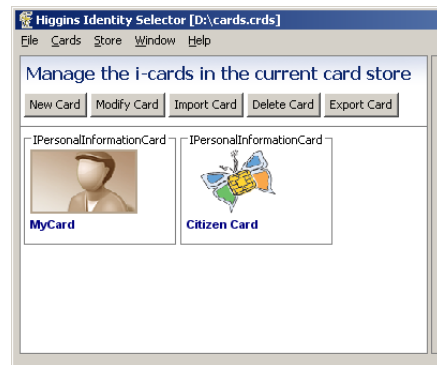 Higgins Identity Selector [D:\cards.crds]
File Cards Store Window Help
Manage the i-cards in the current card store
New Card Modify Card Import Card Delete Card Export Card
IPersonalInformationCard IPersonalInformationCard
MyCard Citizen Card